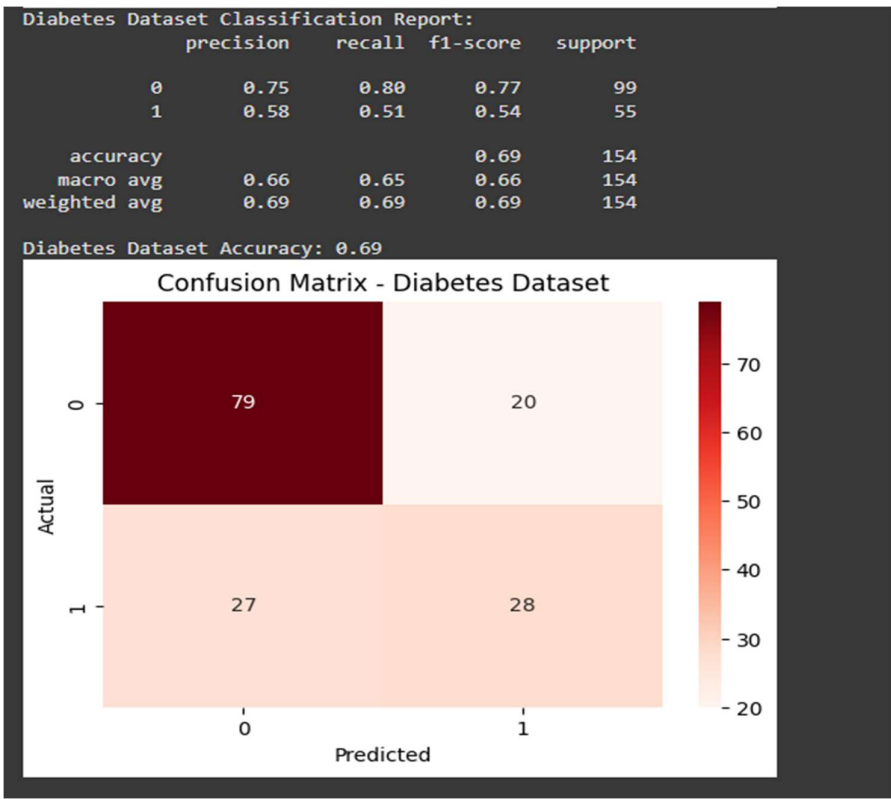 Diabetes Dataset Classification Report:
precision recall f1-score support
0 0.75 0.80 0.77 99
1 0.58 0.51 0.54 55
accuracy 0.69 154
macro avg 0.66 0.65 0.66 154
weighted avg 0.69 0.69 0.69 154
Diabetes Dataset Accuracy: 0.69
Confusion Matrix - Diabetes Dataset
Actual
0
79 20
1
27 28
0 1
Predicted
70
60
50
40
30
20